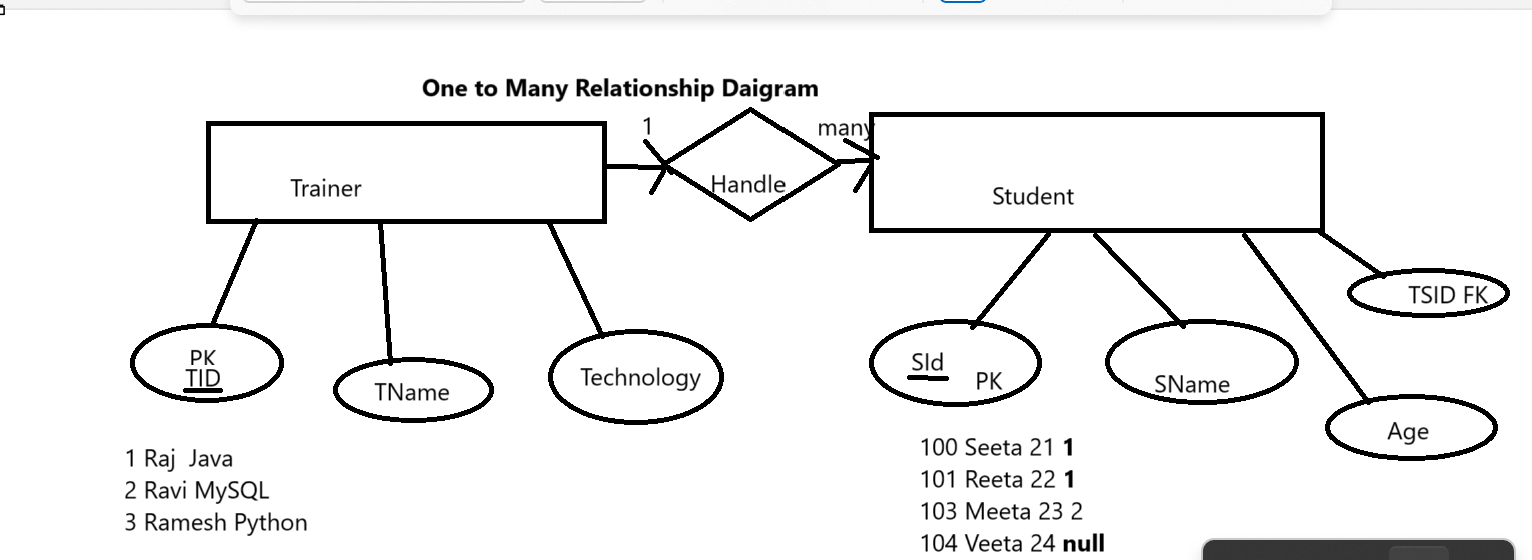 One to Many Relationship Daigram
1
many
Trainer
Handle
Student
TSID FK
PK
TID
TName
Technology
SId
PK
SName
Age
1 Raj  Java
2 Ravi MySQL
3 Ramesh Python
100 Seeta 21 1
101 Reeta 22 1
103 Meeta 23 2
104 Veeta 24 null